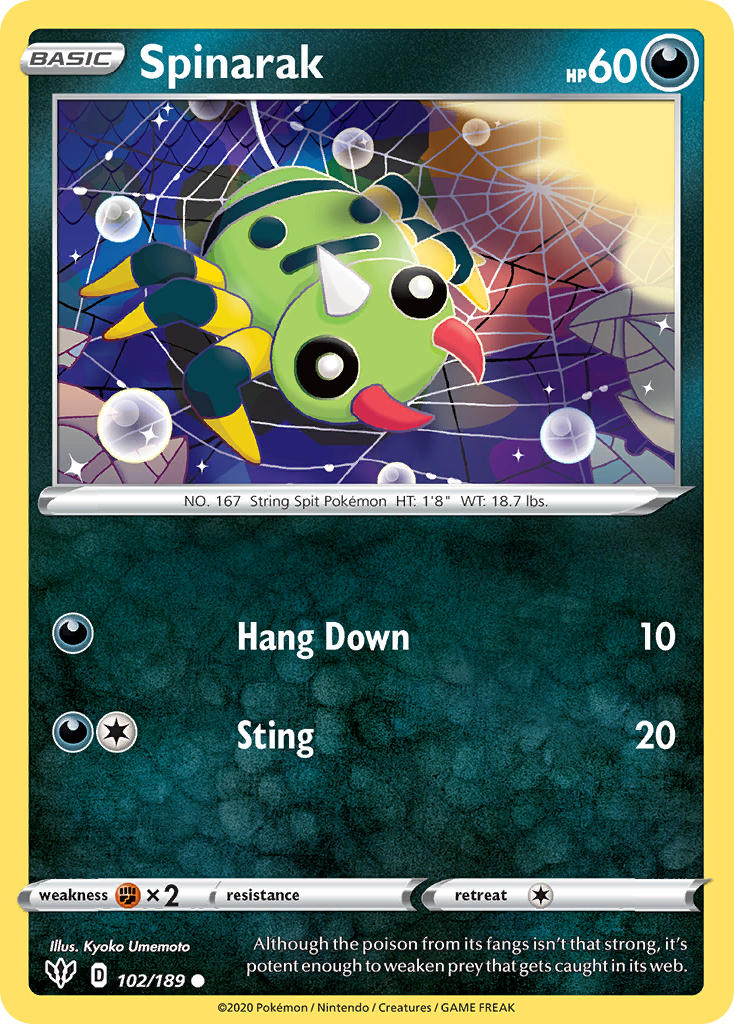 BASIC Spinarak HP60
NO. 167 String Spit Pokémon HT: 1'8" WT: 18.7 lbs.
Hang Down 10
Sting 20
weakness ×2 resistance retreat
Illus. Kyoko Umemoto
Although the poison from its fangs isn't that strong, it's
potent enough to weaken prey that gets caught in its web.
D 102/189
©2020 Pokémon / Nintendo / Creatures / GAME FREAK